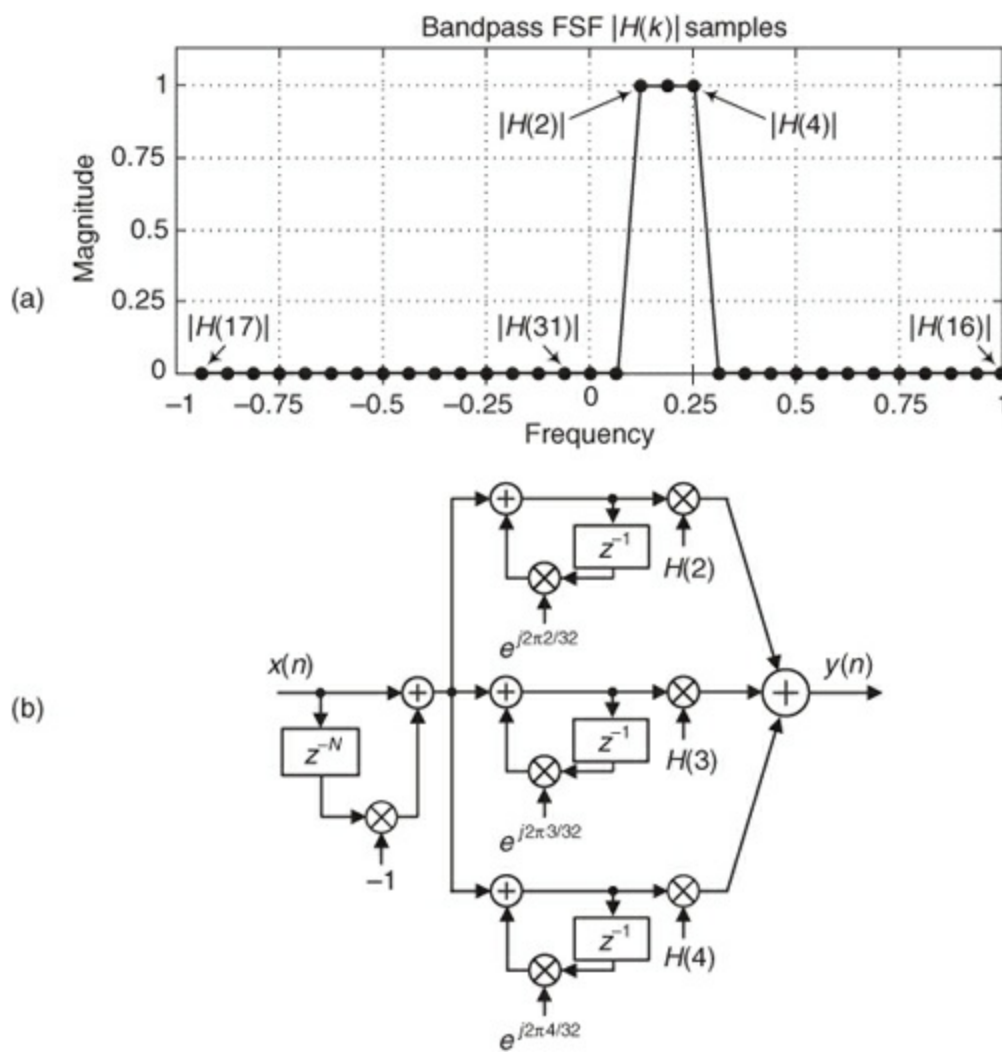 Bandpass FSF |H(k)| samples
1
|H(2)|
|H(4)|
0.75
Magnitude
0.5
(a)
0.25
|H(17)|
|H(31)|
|H(16)|
0
−1
−0.75
−0.5
−0.25
0
0.25
0.5
0.75
1
Frequency
z⁻¹
H(2)
e^{j2π2/32}
x(n)
y(n)
(b)
z⁻ᴺ
z⁻¹
H(3)
e^{j2π3/32}
−1
z⁻¹
H(4)
e^{j2π4/32}